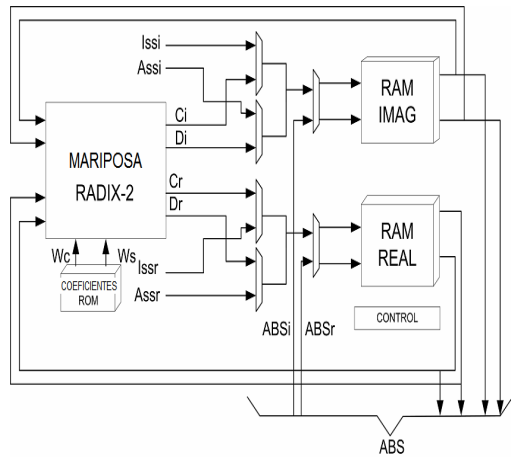 Issi
Assi
Ci
Di
MARIPOSA
RADIX-2
Cr
Dr
Wc
Ws
Issr
Assr
COEFICIENTES
ROM
RAM
IMAG
RAM
REAL
CONTROL
ABSi
ABSr
ABS